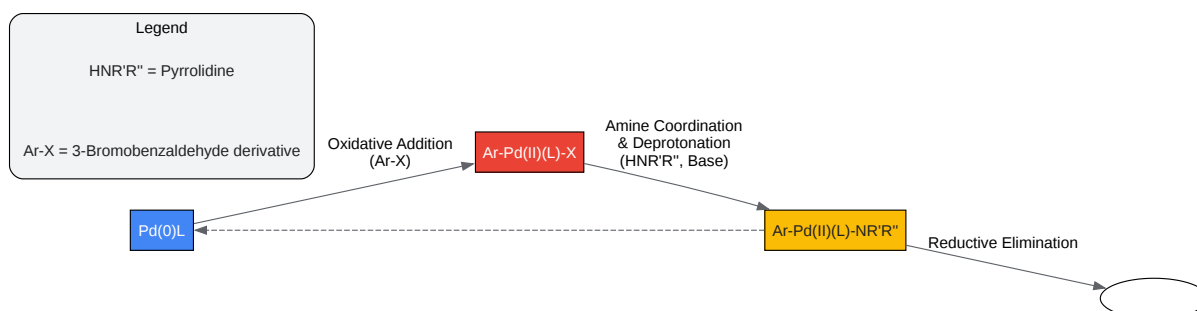 Legend
HNR'R" = Pyrrolidine
Ar-X = 3-Bromobenzaldehyde derivative
Oxidative Addition
(Ar-X)
Ar-Pd(II)(L)-X
Amine Coordination
& Deprotonation
(HNR'R", Base)
Pd(0)L
Ar-Pd(II)(L)-NR'R"
Reductive Elimination